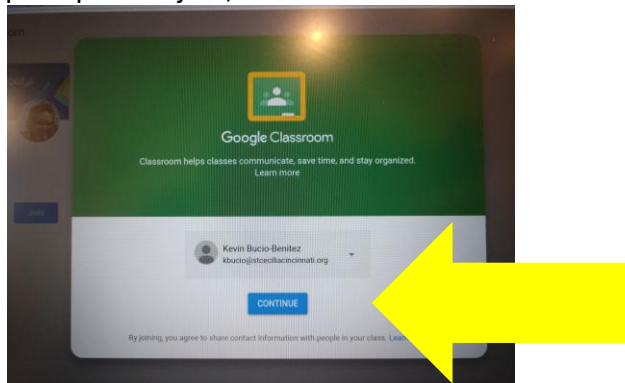 Google Classroom
Classroom helps classes communicate, save time, and stay organized.
Learn more
Join
Kevin Bucio-Benitez
kbucio@stceciliacincinnati.org
CONTINUE
By joining, you agree to share contact information with people in your class.